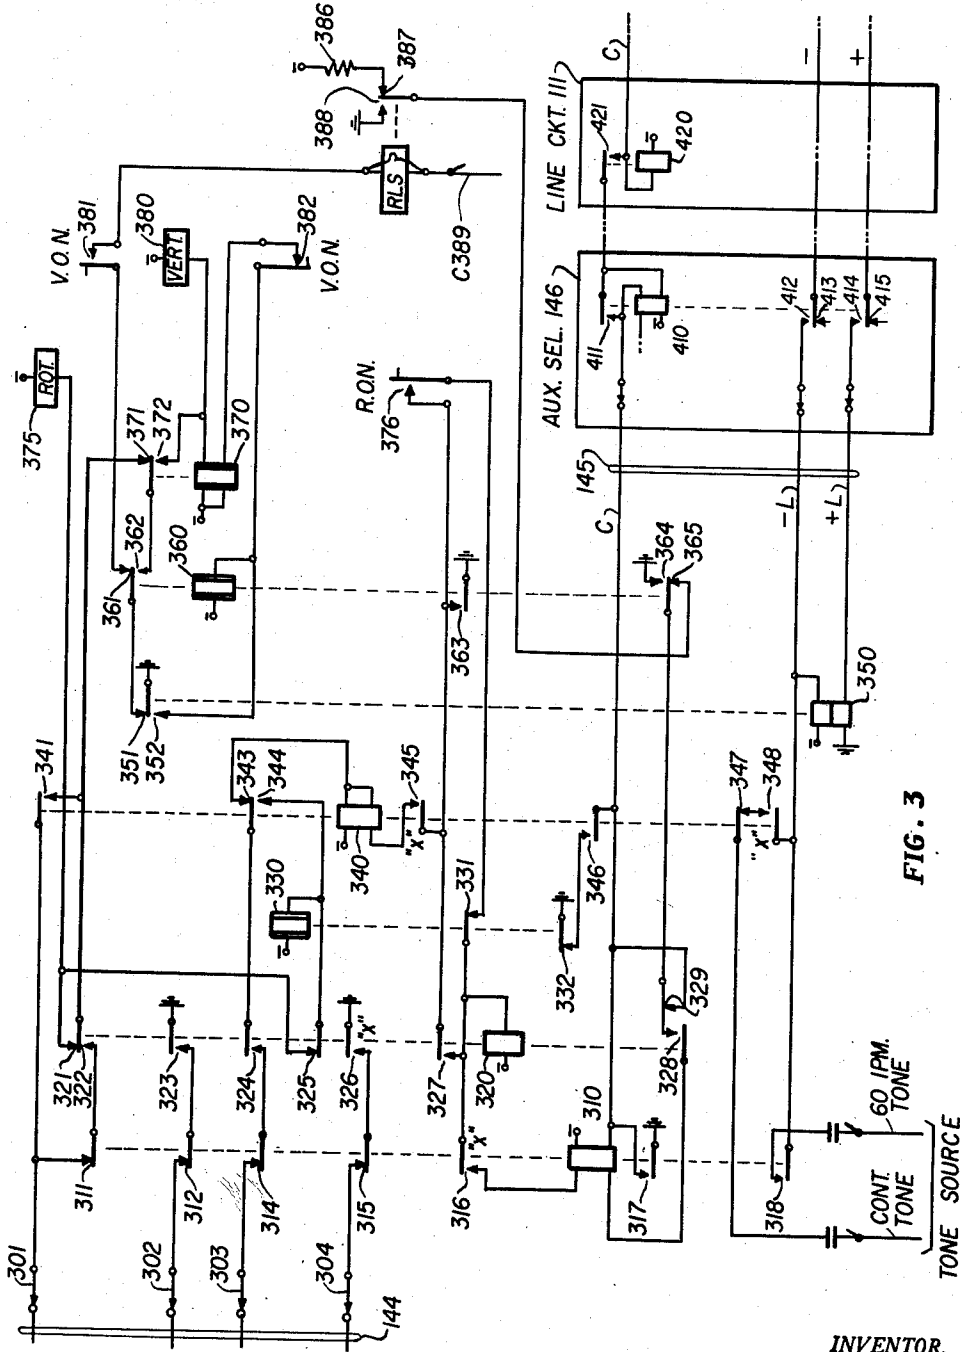 301
302
303
304
144
311
312
314
315
316
317
318
310
321
322
323
324
325
326
"X"
327
"X"
320
328
329
330
331
332
341
343
344
340
345
"X"
346
347
348
"X"
351
352
350
361
362
360
363
364
365
371
372
370
375
ROT.
376
R.O.N.
V.O.N.
381
380
VERT.
382
V.O.N.
386
387
388
RLS
C389
145
C
-L
+L
AUX. SEL. 146
411
410
412
413
414
415
LINE CKT. 111
421
420
C
-
+
CONT. TONE
60 IPM. TONE
TONE SOURCE
FIG. 3
INVENTOR.